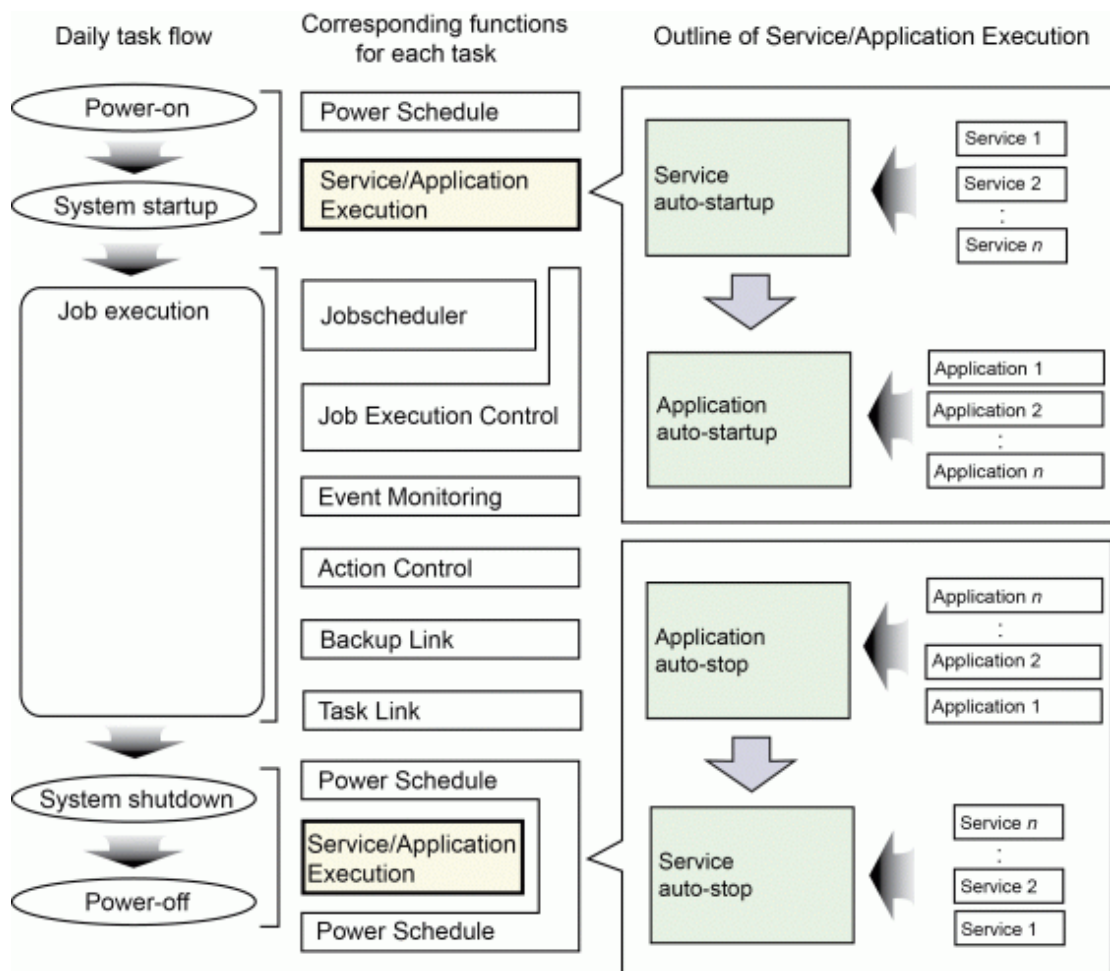 Daily task flow
Corresponding functions
for each task
Outline of Service/Application Execution
Power-on
System startup
Job execution
System shutdown
Power-off
Power Schedule
Service/Application
Execution
Jobscheduler
Job Execution Control
Event Monitoring
Action Control
Backup Link
Task Link
Power Schedule
Service/Application
Execution
Power Schedule
Service
auto-startup
Service 1
Service 2
:
Service n
Application
auto-startup
Application 1
Application 2
:
Application n
Application
auto-stop
Application n
:
Application 2
Application 1
Service
auto-stop
Service n
:
Service 2
Service 1